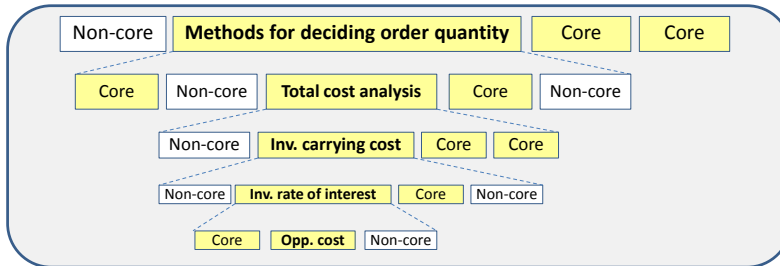 Non-core Methods for deciding order quantity Core Core
Core Non-core Total cost analysis Core Non-core
Non-core Inv. carrying cost Core Core
Non-core Inv. rate of interest Core Non-core
Core Opp. cost Non-core